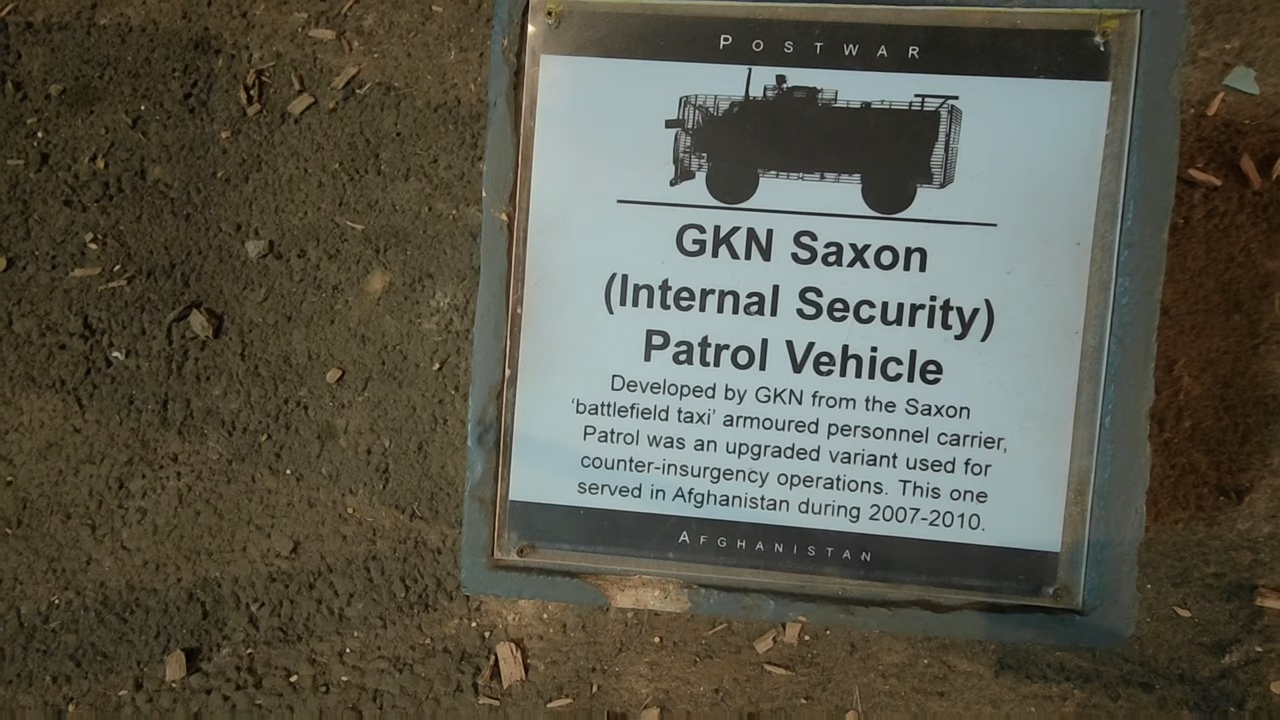 POSTWAR
GKN Saxon
(Internal Security)
Patrol Vehicle
Developed by GKN from the Saxon
‘battlefield taxi’ armoured personnel carrier,
Patrol was an upgraded variant used for
counter-insurgency operations. This one
served in Afghanistan during 2007-2010.
AFGHANISTAN